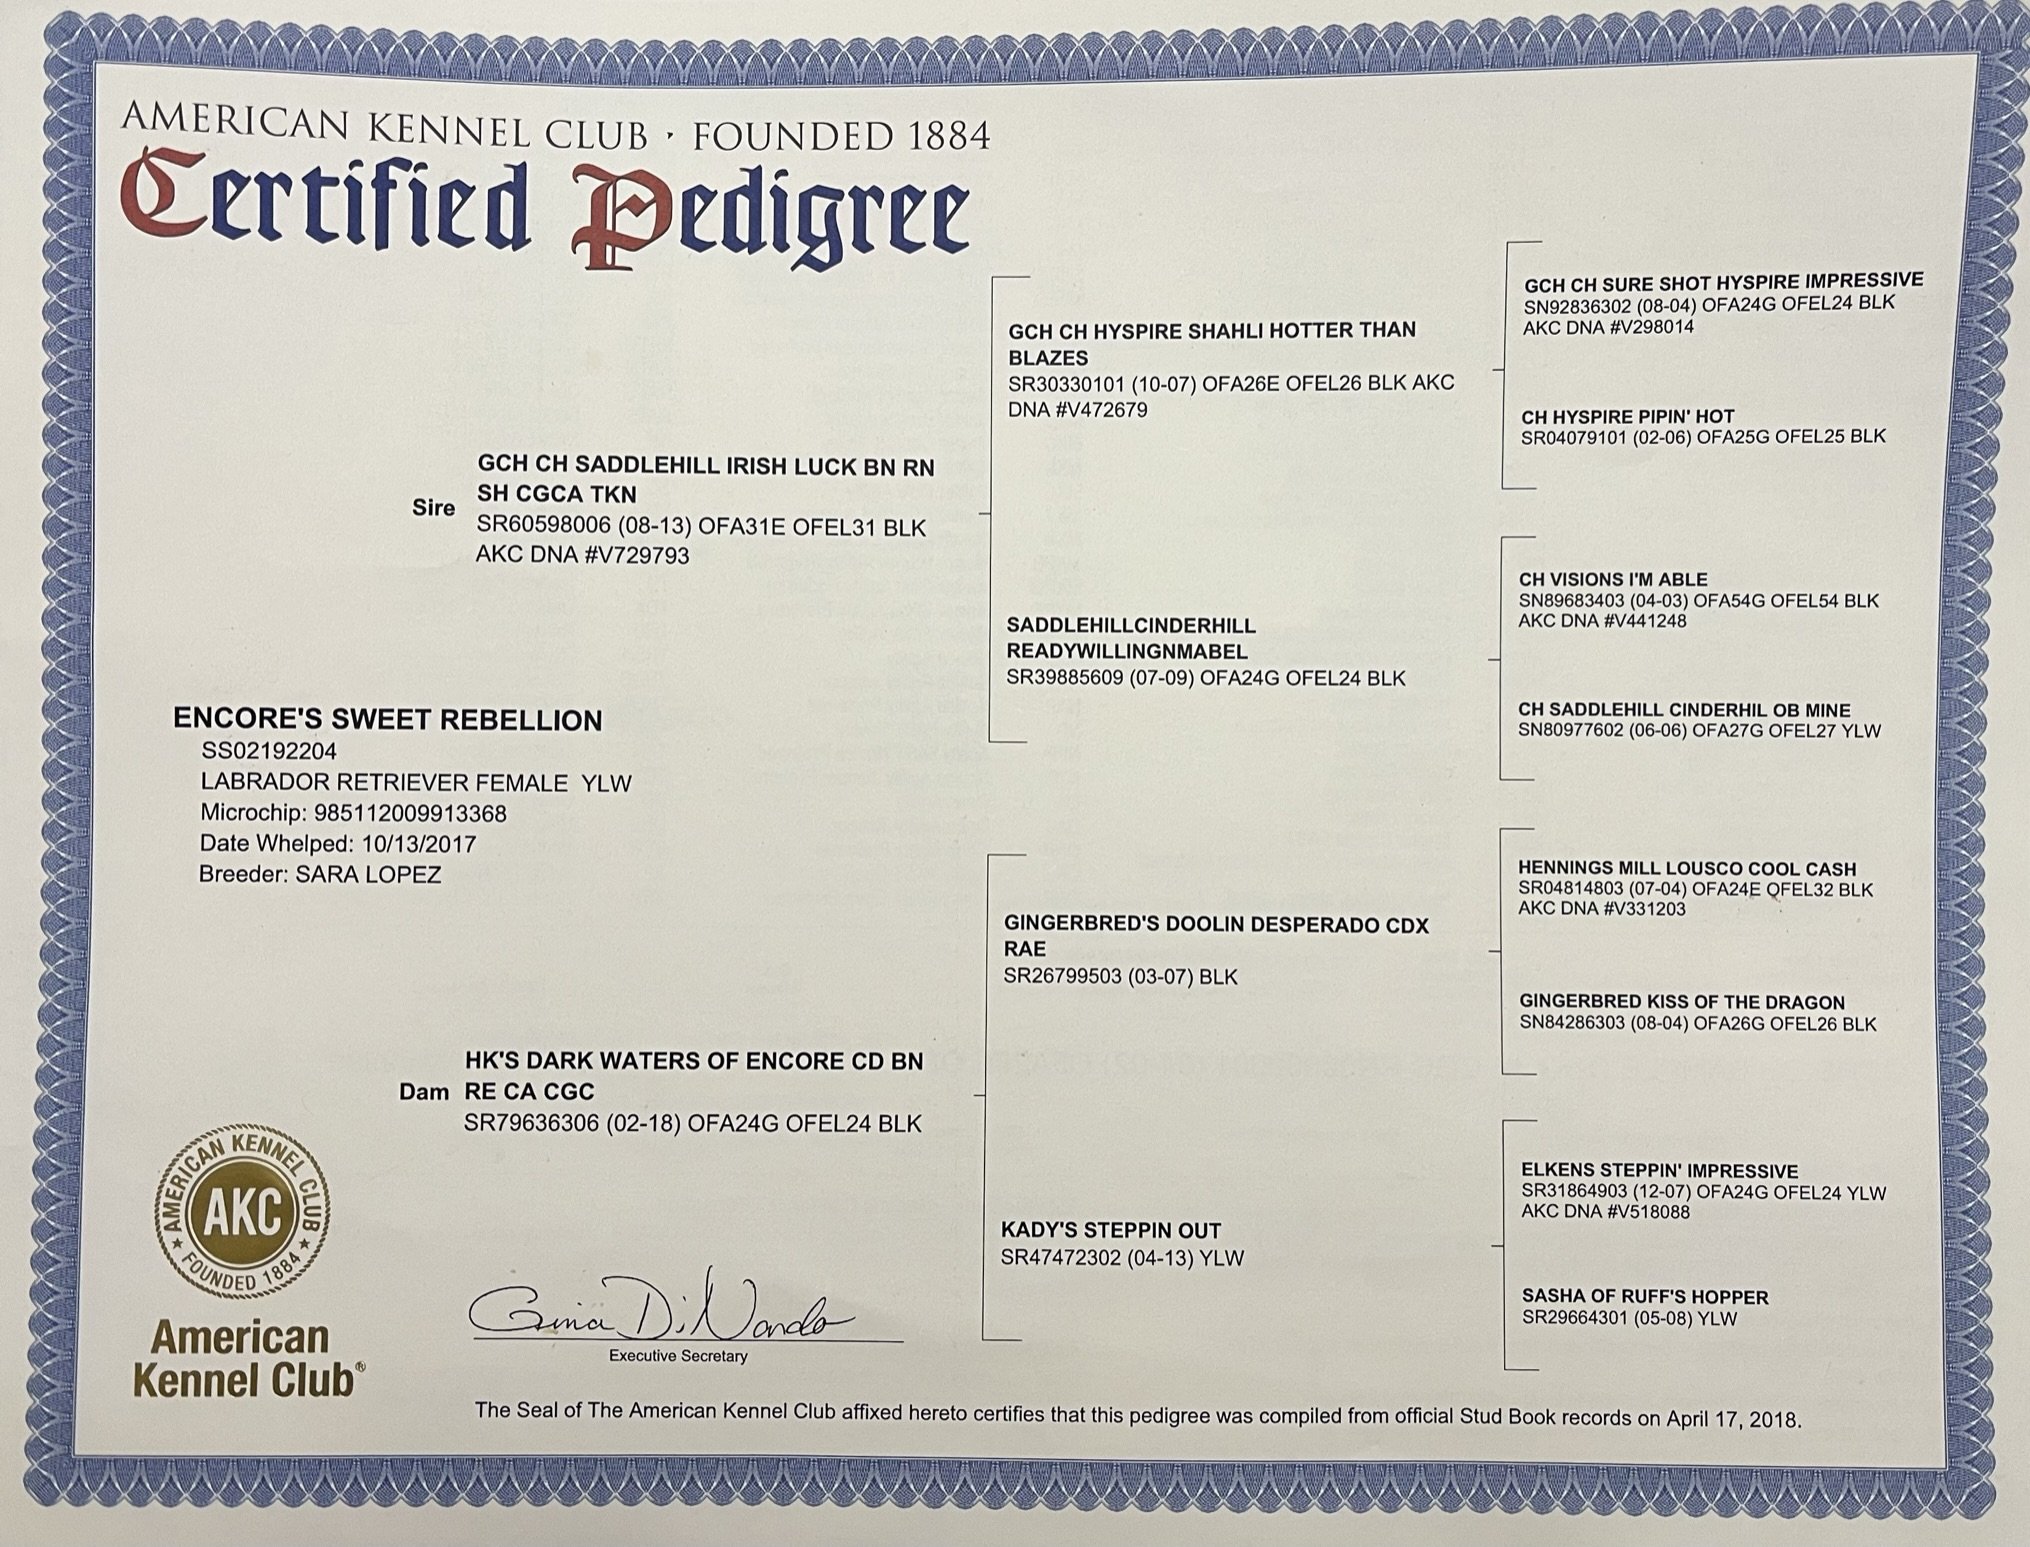 AMERICAN KENNEL CLUB · FOUNDED 1884
Certified Pedigree
ENCORE'S SWEET REBELLION
SS02192204
LABRADOR RETRIEVER FEMALE YLW
Microchip: 985112009913368
Date Whelped: 10/13/2017
Breeder: SARA LOPEZ
Sire
GCH CH SADDLEHILL IRISH LUCK BN RN
SH CGCA TKN
SR60598006 (08-13) OFA31E OFEL31 BLK
AKC DNA #V729793
Dam
HK'S DARK WATERS OF ENCORE CD BN
RE CA CGC
SR79636306 (02-18) OFA24G OFEL24 BLK
GCH CH HYSPIRE SHAHLI HOTTER THAN
BLAZES
SR30330101 (10-07) OFA26E OFEL26 BLK AKC
DNA #V472679
SADDLEHILLCINDERHILL
READYWILLINGNMABEL
SR39885609 (07-09) OFA24G OFEL24 BLK
GINGERBRED'S DOOLIN DESPERADO CDX
RAE
SR26799503 (03-07) BLK
KADY'S STEPPIN OUT
SR47472302 (04-13) YLW
GCH CH SURE SHOT HYSPIRE IMPRESSIVE
SN92836302 (08-04) OFA24G OFEL24 BLK
AKC DNA #V298014
CH HYSPIRE PIPIN' HOT
SR04079101 (02-06) OFA25G OFEL25 BLK
CH VISIONS I'M ABLE
SN89683403 (04-03) OFA54G OFEL54 BLK
AKC DNA #V441248
CH SADDLEHILL CINDERHIL OB MINE
SN80977602 (06-06) OFA27G OFEL27 YLW
HENNINGS MILL LOUSCO COOL CASH
SR04814803 (07-04) OFA24E OFEL32 BLK
AKC DNA #V331203
GINGERBRED KISS OF THE DRAGON
SN84286303 (08-04) OFA26G OFEL26 BLK
ELKENS STEPPIN' IMPRESSIVE
SR31864903 (12-07) OFA24G OFEL24 YLW
AKC DNA #V518088
SASHA OF RUFF'S HOPPER
SR29664301 (05-08) YLW
AMERICAN KENNEL CLUB
AKC
★ FOUNDED 1884 ★
American
Kennel Club®
Gina DiNardo
Executive Secretary
The Seal of The American Kennel Club affixed hereto certifies that this pedigree was compiled from official Stud Book records on April 17, 2018.